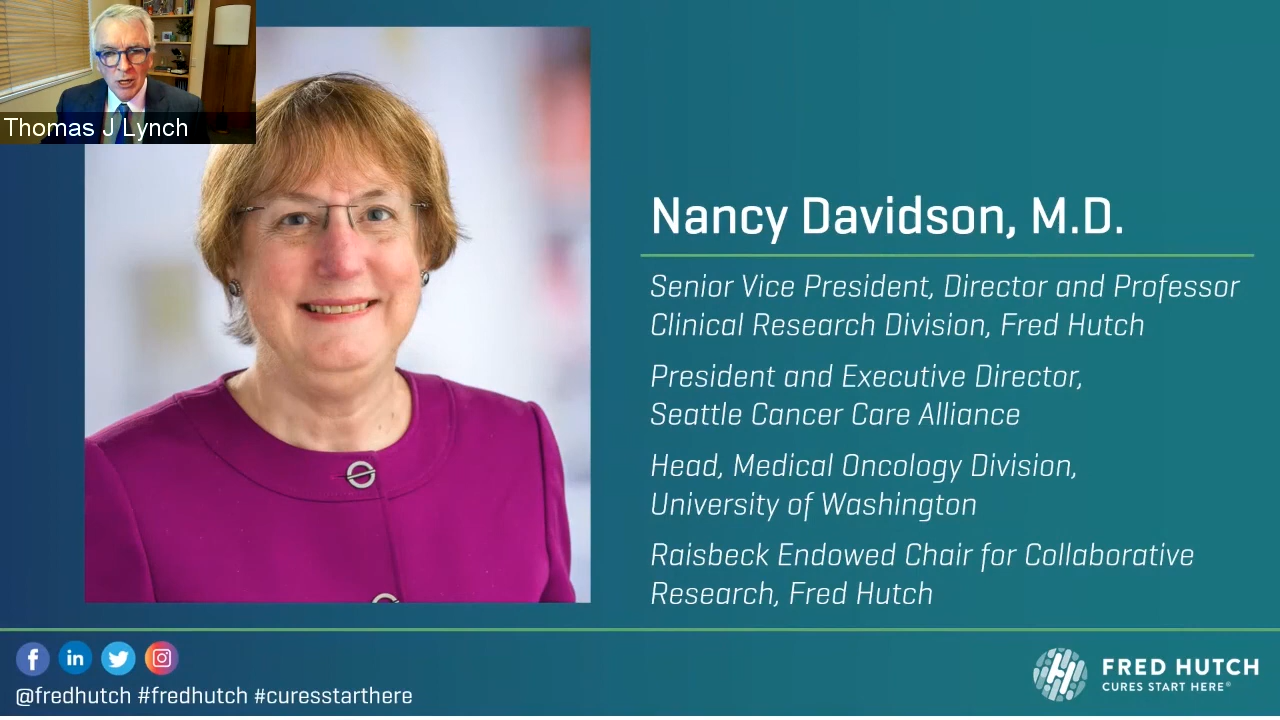 Thomas J Lynch
Nancy Davidson, M.D.
Senior Vice President, Director and Professor
Clinical Research Division, Fred Hutch
President and Executive Director,
Seattle Cancer Care Alliance
Head, Medical Oncology Division,
University of Washington
Raisbeck Endowed Chair for Collaborative
Research, Fred Hutch
f
in
@fredhutch #fredhutch #curesstarthere
FRED HUTCH
CURES START HERE®